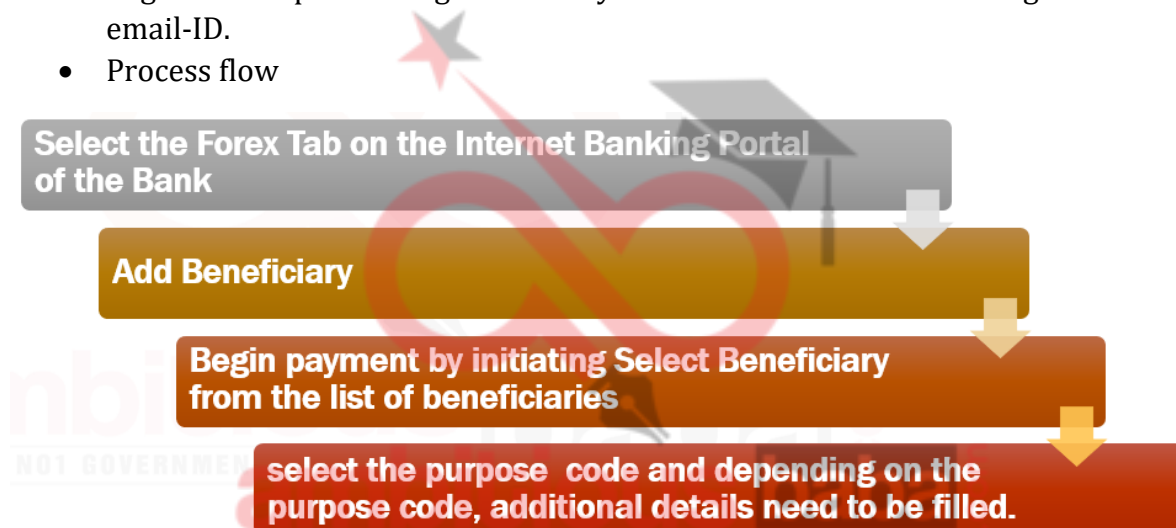 email-ID.
• Process flow
Select the Forex Tab on the Internet Banking Portal
of the Bank
Add Beneficiary
Begin payment by initiating Select Beneficiary
from the list of beneficiaries
select the purpose code and depending on the
purpose code, additional details need to be filled.